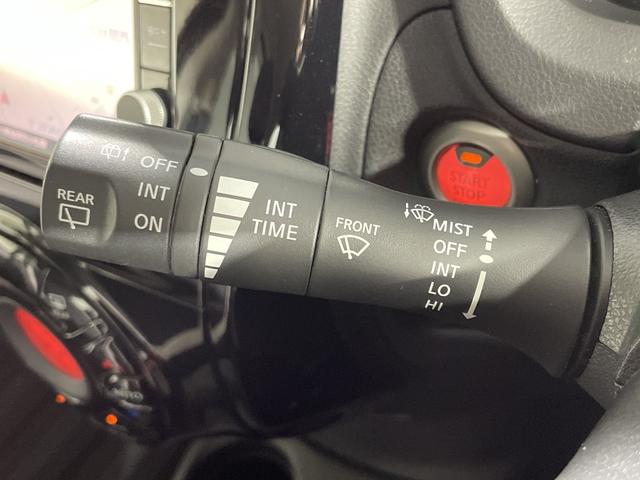 REAR
OFF
INT
ON
INT
TIME
FRONT
MIST
OFF
INT
LO
HI
START
STOP